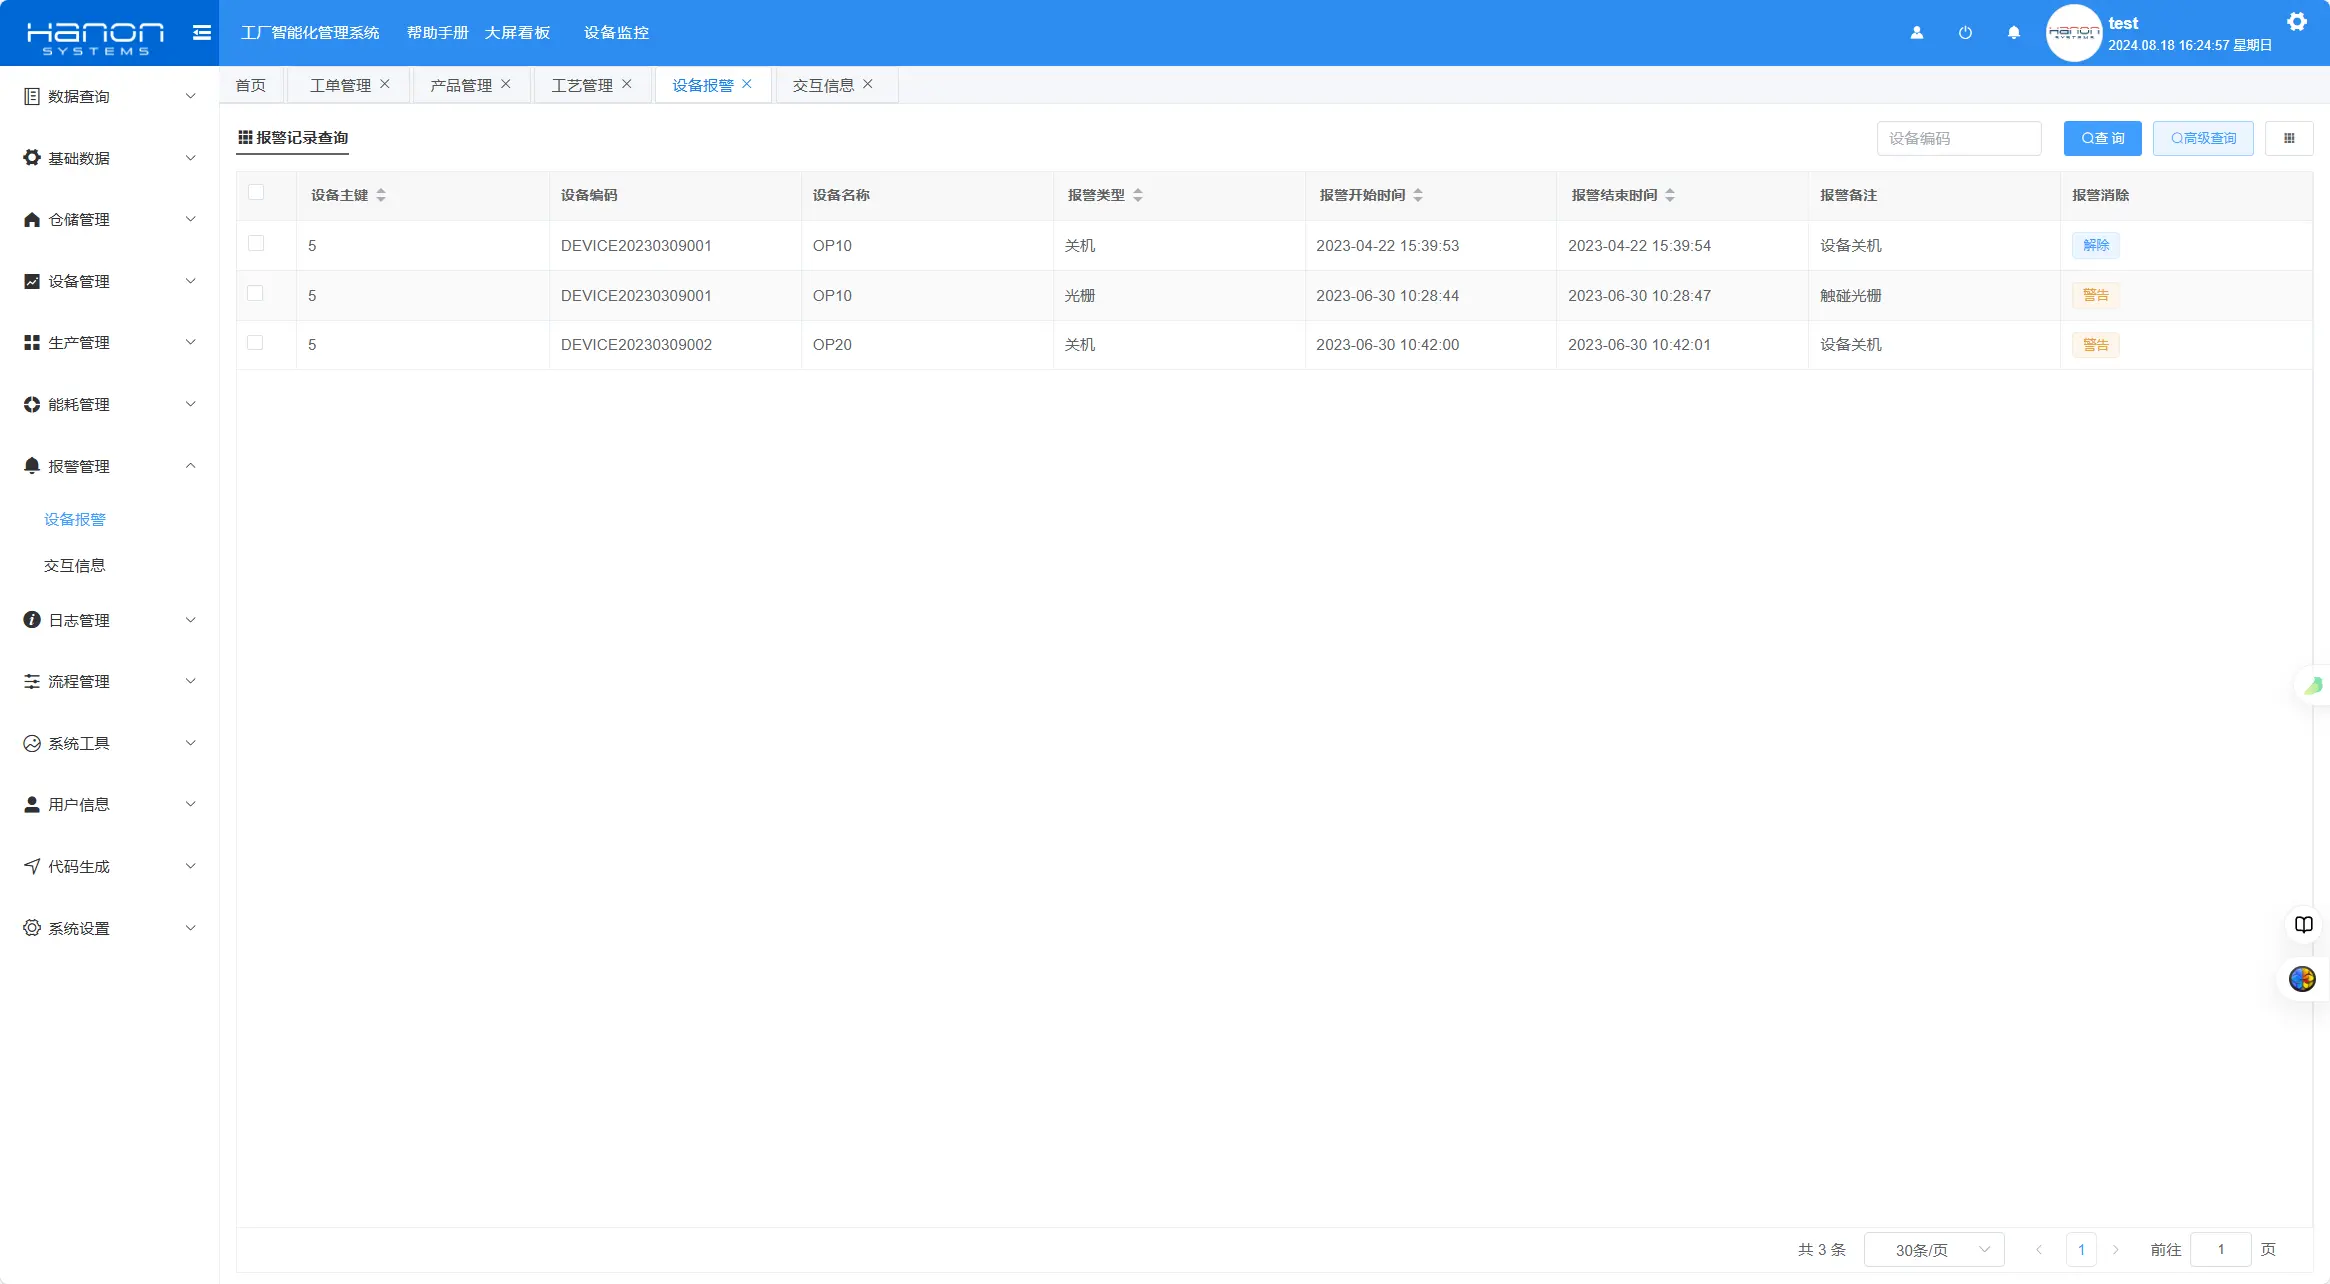 Hanon SYSTEMS
工厂智能化管理系统 帮助手册 大屏看板 设备监控
test
2024.08.18 16:24:57 星期日
数据查询
基础数据
仓储管理
设备管理
生产管理
能耗管理
报警管理
设备报警
交互信息
日志管理
流程管理
系统工具
用户信息
代码生成
系统设置
首页 工单管理 产品管理 工艺管理 设备报警 交互信息
报警记录查询
设备编码 查 询 高级查询
设备主键 设备编码 设备名称 报警类型 报警开始时间 报警结束时间 报警备注 报警消除
5 DEVICE20230309001 OP10 关机 2023-04-22 15:39:53 2023-04-22 15:39:54 设备关机 解除
5 DEVICE20230309001 OP10 光栅 2023-06-30 10:28:44 2023-06-30 10:28:47 触碰光栅 警告
5 DEVICE20230309002 OP20 关机 2023-06-30 10:42:00 2023-06-30 10:42:01 设备关机 警告
共 3 条 30条/页 1 前往 1 页